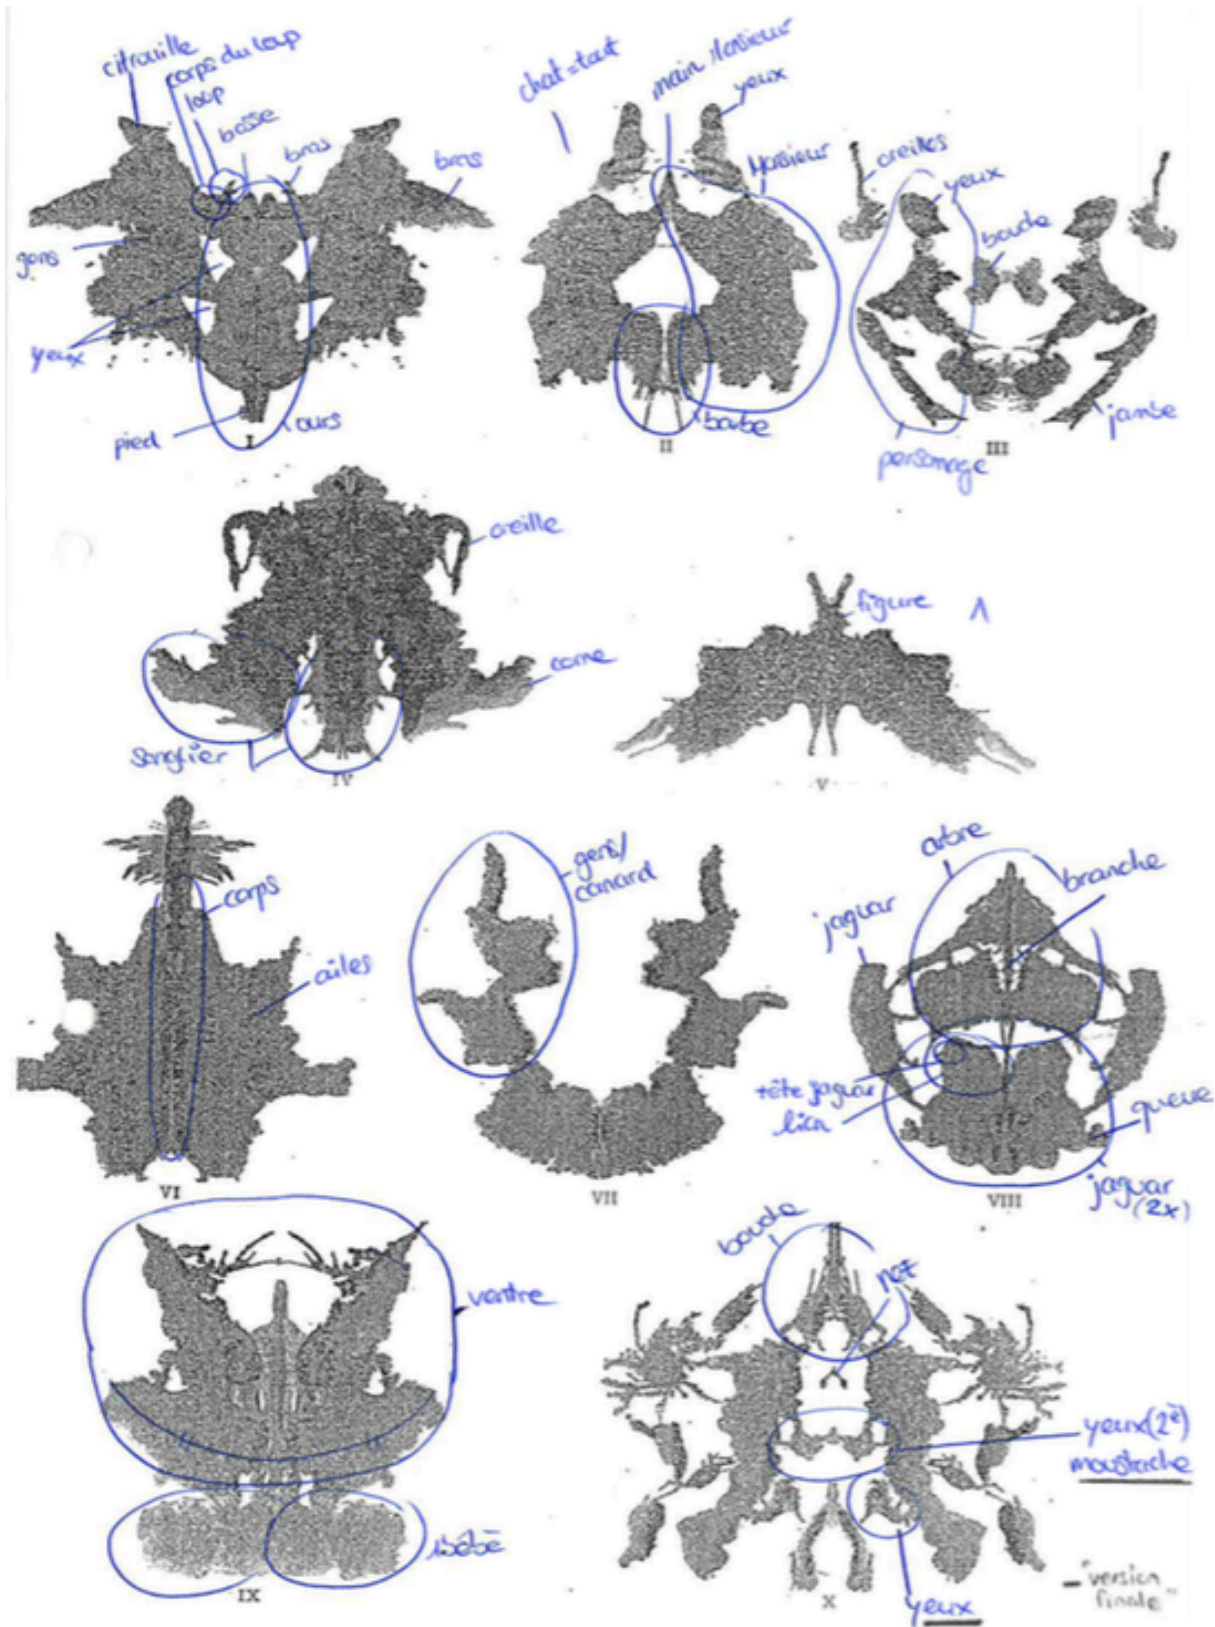 citrouille
corps du loup
loup
bosse
bras
bras
gens
yeux
pied
ours
I
chat = tout
main Monsieur
yeux
Monsieur
barbe
II
oreilles
yeux
bouche
jambe
personnage
III
oreille
corne
sanglier
IV
figure
Λ
V
corps
ailes
VI
gens/
canard
VII
arbre
branche
jaguar
tête jaguar
lion
queue
jaguar
(2x)
VIII
ventre
bébé
IX
bouche
nez
yeux (2è)
moustache
yeux
X
— "version
finale"